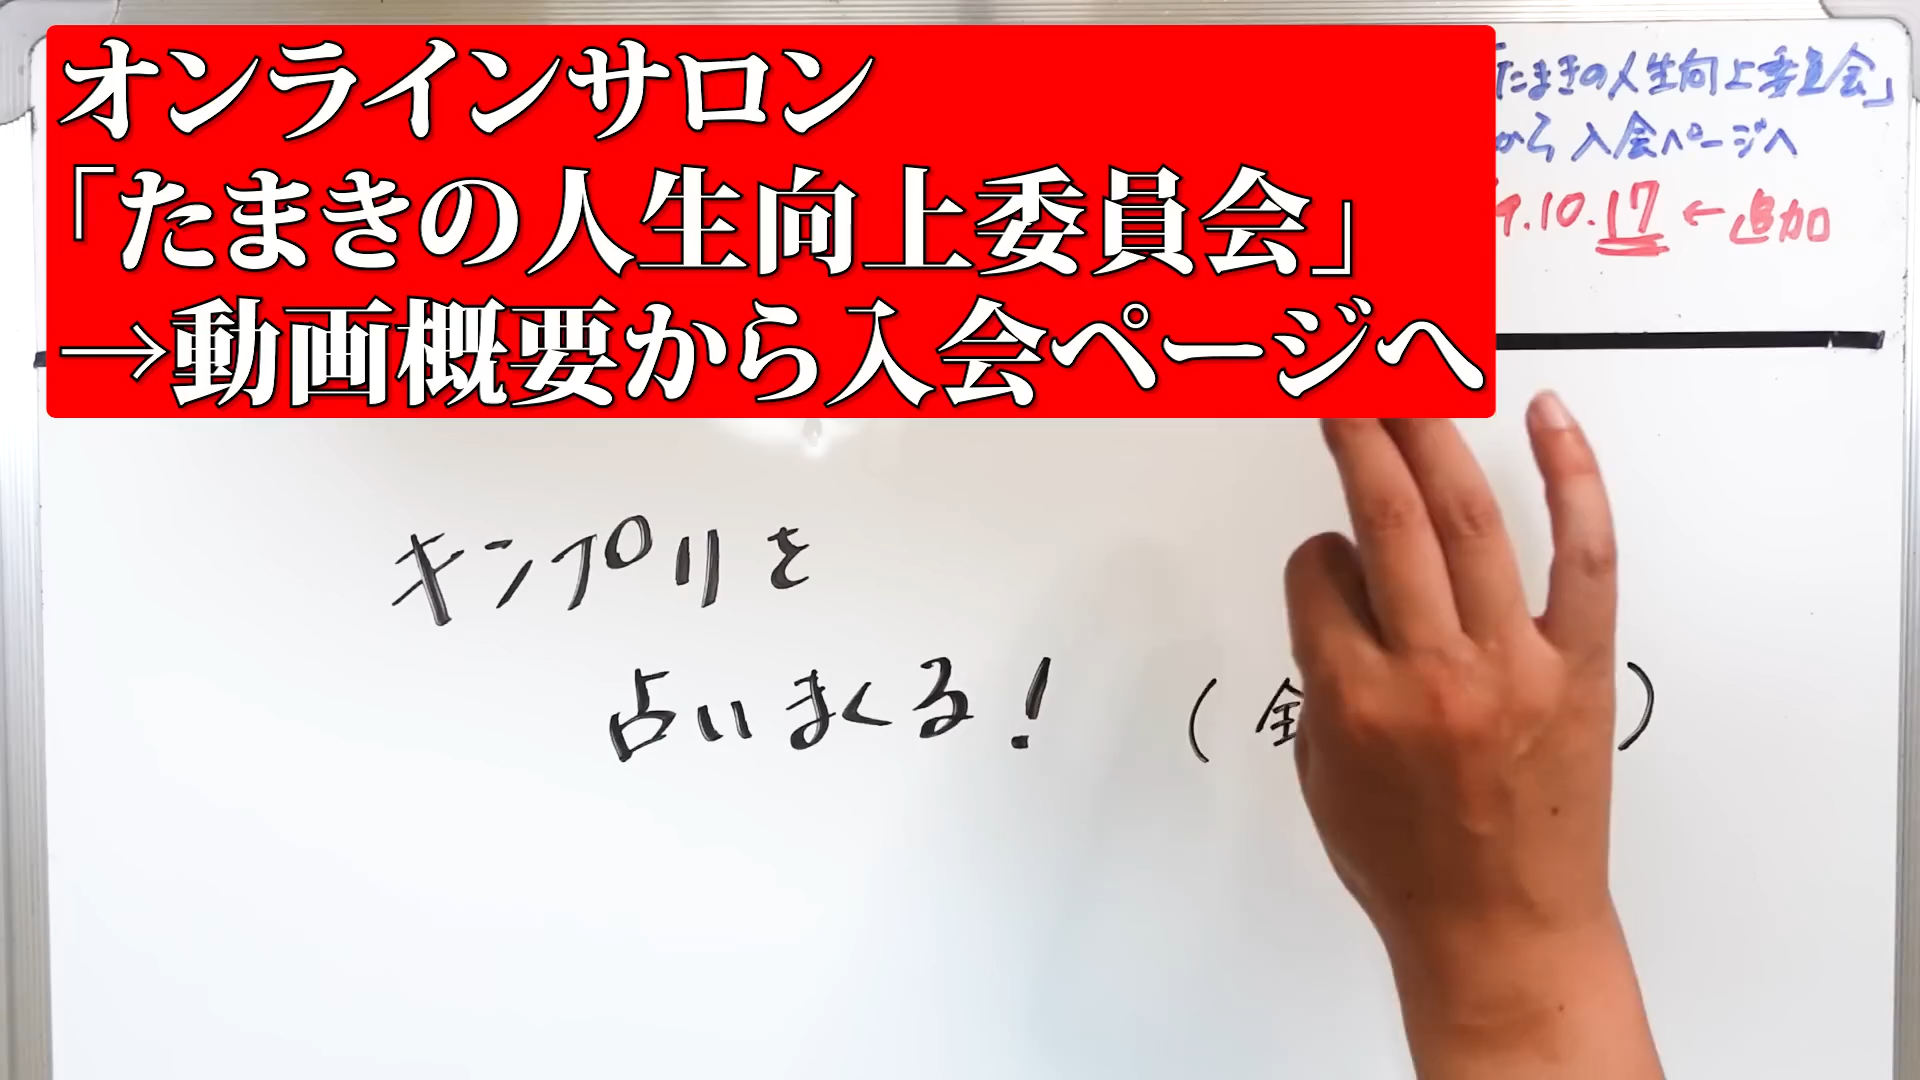 オンラインサロン
「たまきの人生向上委員会」
→動画概要から入会ページへ
「たまきの人生向上委員会」
から 入会ページへ
.10.17 ← 追加
キンプリを
占いまくる! ( )